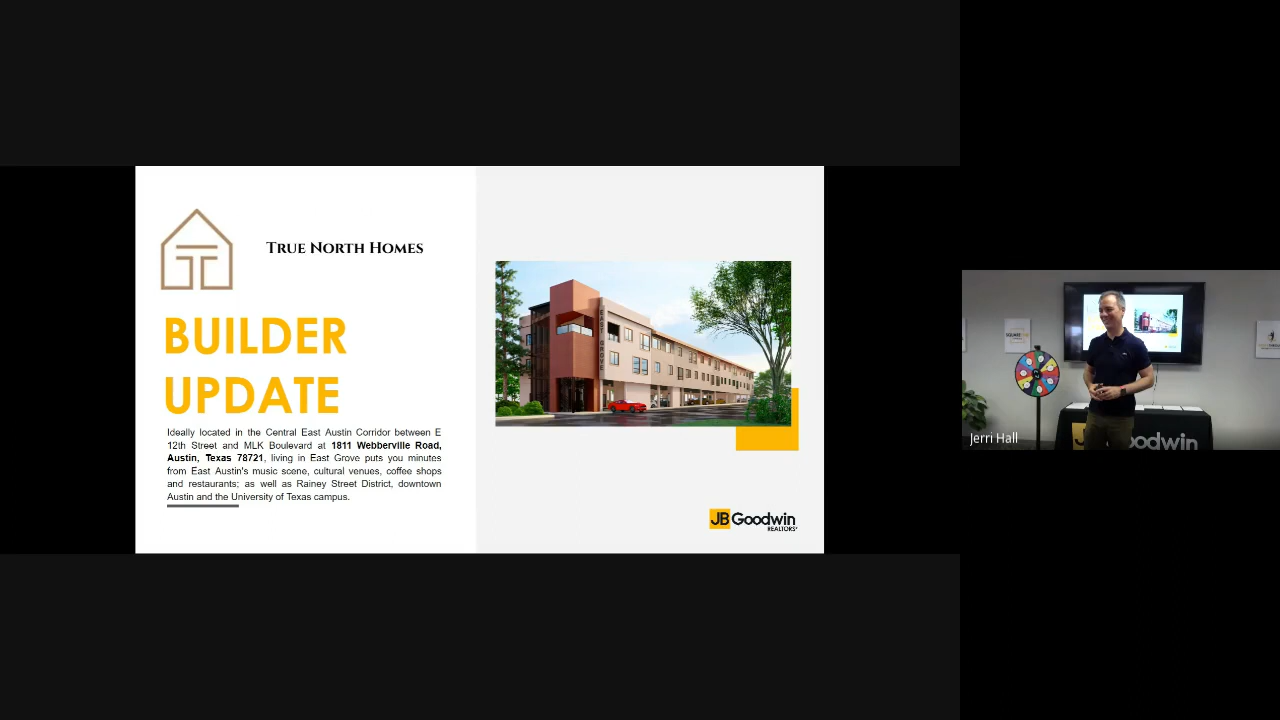 TRUE NORTH HOMES
BUILDER
UPDATE
Ideally located in the Central East Austin Corridor between E
12th Street and MLK Boulevard at 1811 Webberville Road,
Austin, Texas 78721, living in East Grove puts you minutes
from East Austin's music scene, cultural venues, coffee shops
and restaurants; as well as Rainey Street District, downtown
Austin and the University of Texas campus.
EAST GROVE
JB Goodwin
REALTORS®
Jerri Hall
oodwin